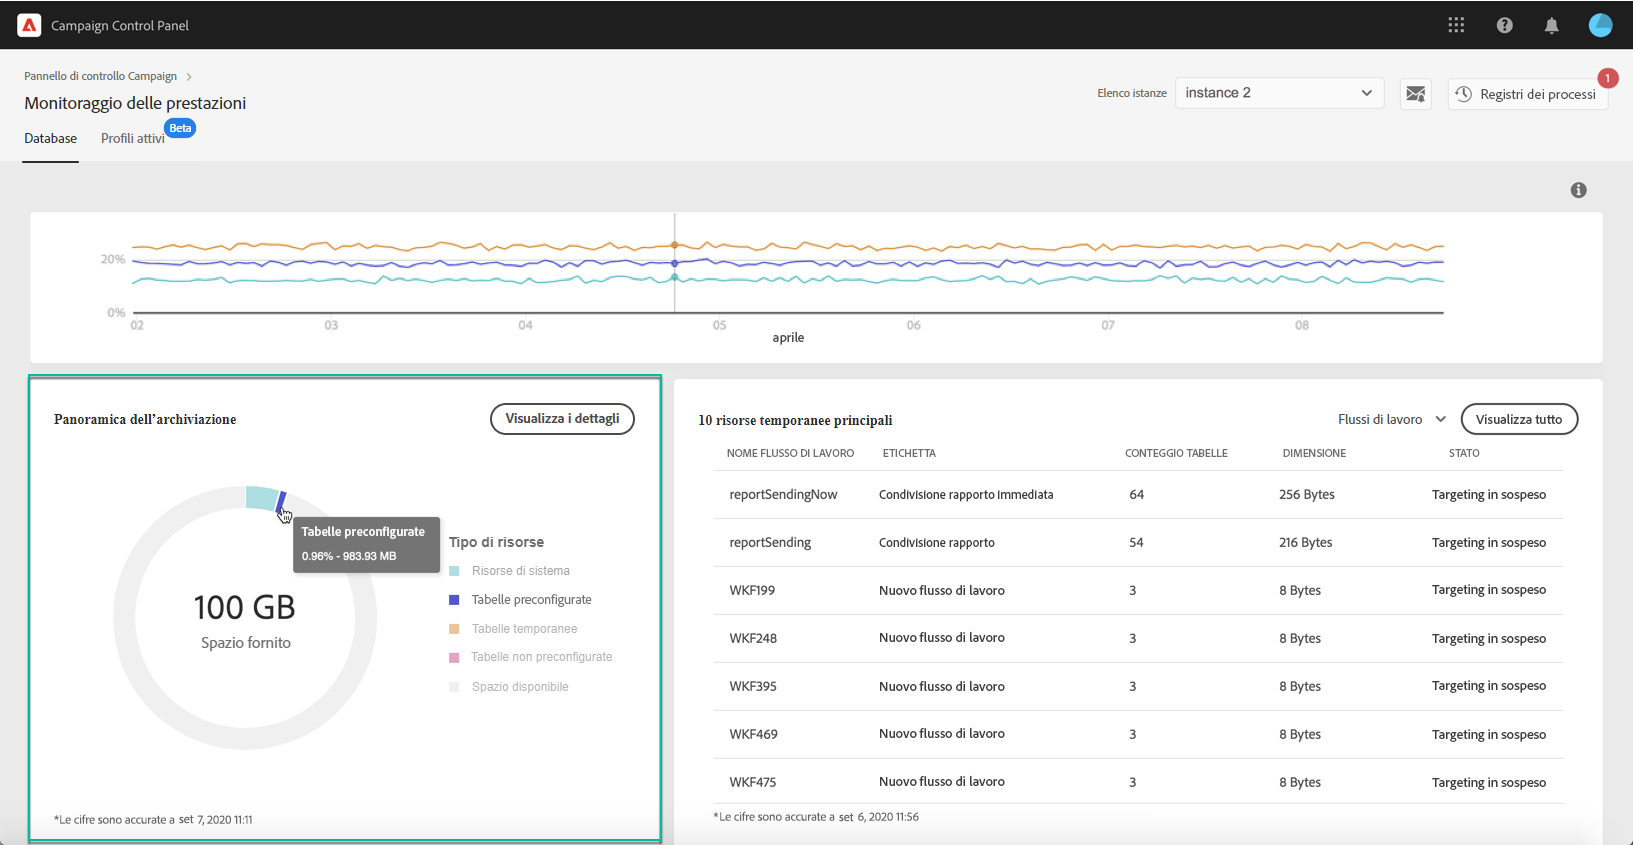 Campaign Control Panel
Pannello di controllo Campaign
Monitoraggio delle prestazioni
Elenco istanze
instance 2
Registri dei processi
1
Database
Profili attivi
Beta
20%
0%
02 03 04 05 06 07 08
aprile
Panoramica dell'archiviazione
Visualizza i dettagli
Tabelle preconfigurate
0.96% - 983.93 MB
100 GB
Spazio fornito
Tipo di risorse
Risorse di sistema
Tabelle preconfigurate
Tabelle temporanee
Tabelle non preconfigurate
Spazio disponibile
*Le cifre sono accurate a set 7, 2020 11:11
10 risorse temporanee principali
Flussi di lavoro
Visualizza tutto
NOME FLUSSO DI LAVORO ETICHETTA CONTEGGIO TABELLE DIMENSIONE STATO
reportSendingNow Condivisione rapporto immediata 64 256 Bytes Targeting in sospeso
reportSending Condivisione rapporto 54 216 Bytes Targeting in sospeso
WKF199 Nuovo flusso di lavoro 3 8 Bytes Targeting in sospeso
WKF248 Nuovo flusso di lavoro 3 8 Bytes Targeting in sospeso
WKF395 Nuovo flusso di lavoro 3 8 Bytes Targeting in sospeso
WKF469 Nuovo flusso di lavoro 3 8 Bytes Targeting in sospeso
WKF475 Nuovo flusso di lavoro 3 8 Bytes Targeting in sospeso
*Le cifre sono accurate a set 6, 2020 11:56